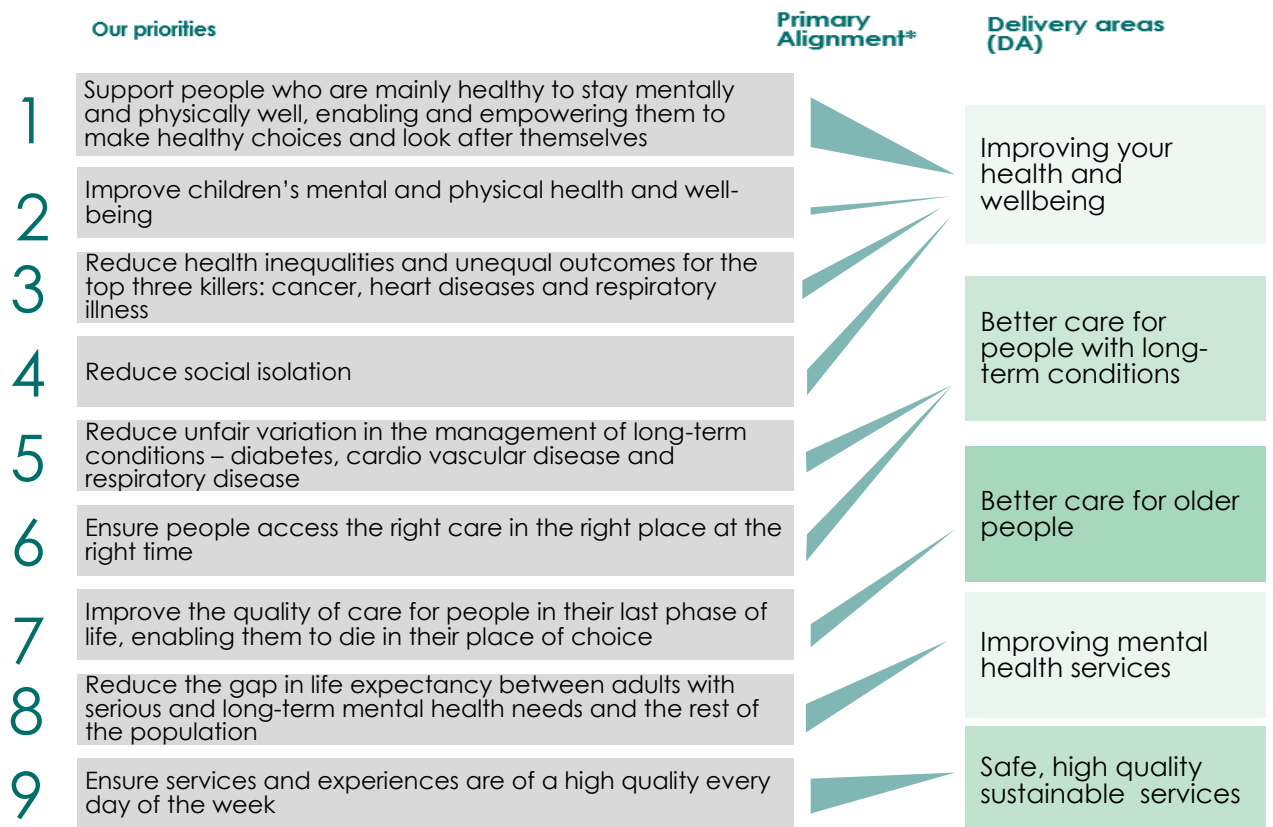 Our priorities
Primary
Alignment*
Delivery areas
(DA)
1
Support people who are mainly healthy to stay mentally
and physically well, enabling and empowering them to
make healthy choices and look after themselves
2
Improve children’s mental and physical health and well-
being
3
Reduce health inequalities and unequal outcomes for the
top three killers: cancer, heart diseases and respiratory
illness
4
Reduce social isolation
5
Reduce unfair variation in the management of long-term
conditions – diabetes, cardio vascular disease and
respiratory disease
6
Ensure people access the right care in the right place at the
right time
7
Improve the quality of care for people in their last phase of
life, enabling them to die in their place of choice
8
Reduce the gap in life expectancy between adults with
serious and long-term mental health needs and the rest of
the population
9
Ensure services and experiences are of a high quality every
day of the week
Improving your
health and
wellbeing
Better care for
people with long-
term conditions
Better care for older
people
Improving mental
health services
Safe, high quality
sustainable services